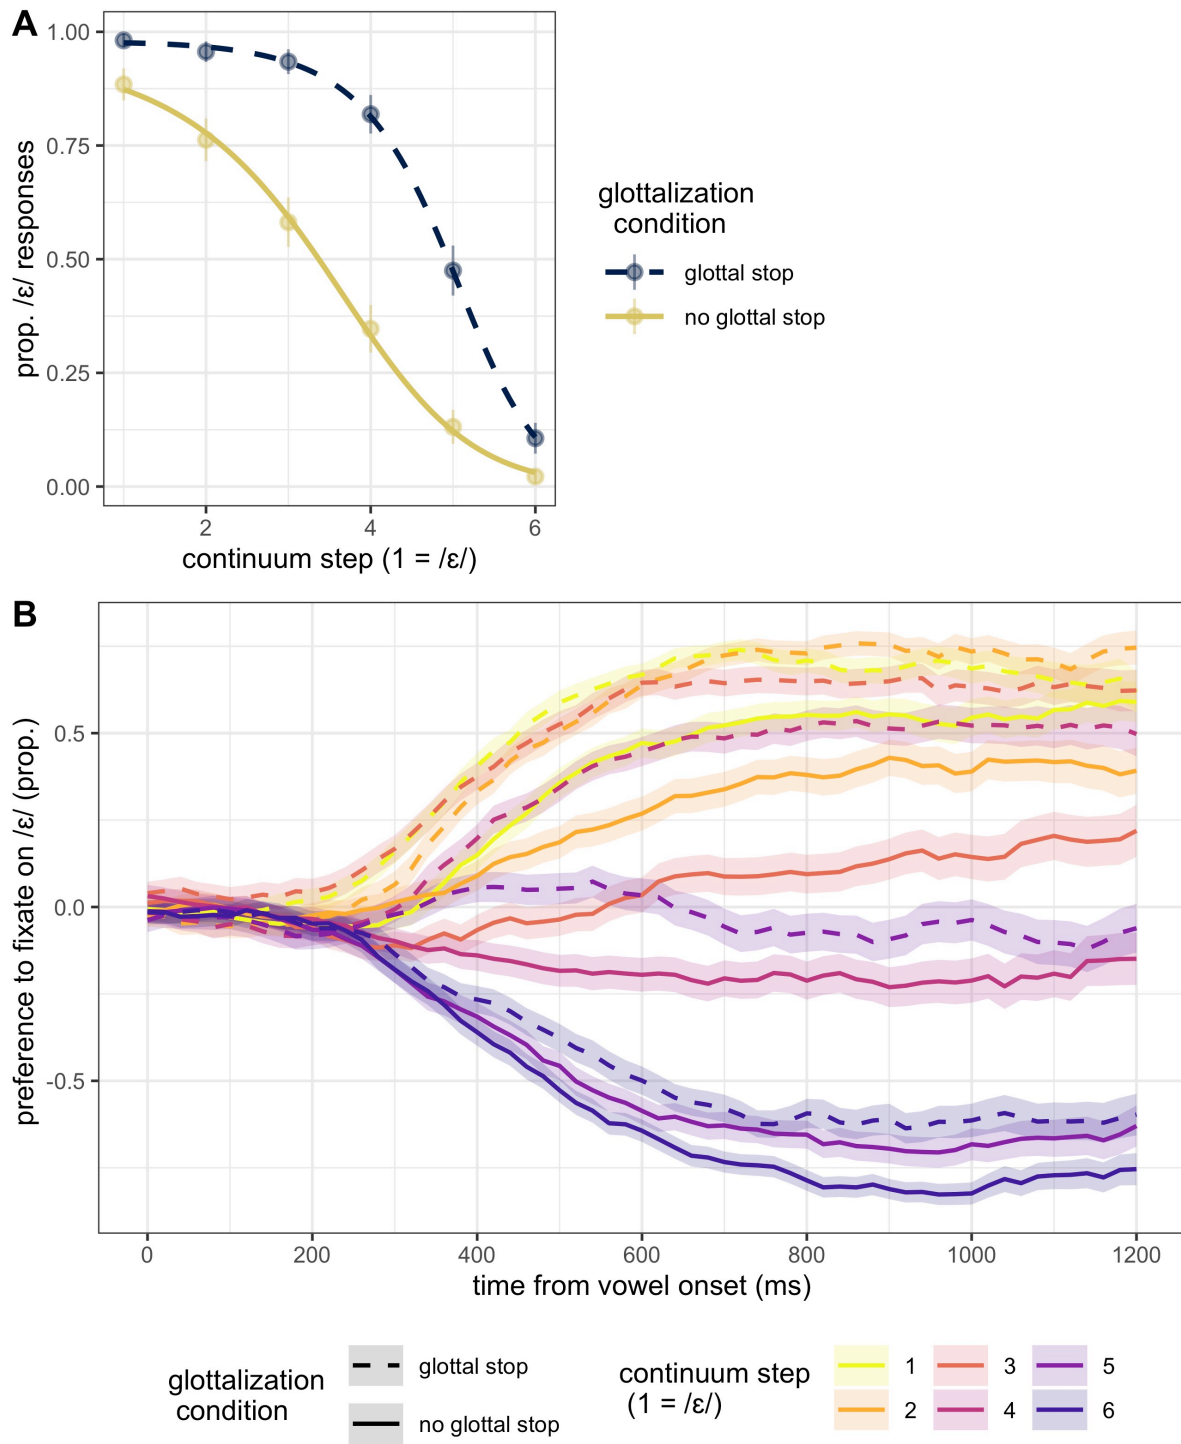 A
1.00
0.75
0.50
0.25
0.00
prop. /ɛ/ responses
2 4 6
continuum step (1 = /ɛ/)
glottalization
condition
glottal stop
no glottal stop
B
0.5
0.0
-0.5
preference to fixate on /ɛ/ (prop.)
0 200 400 600 800 1000 1200
time from vowel onset (ms)
glottalization
condition
glottal stop
no glottal stop
continuum step
(1 = /ɛ/)
1 3 5
2 4 6